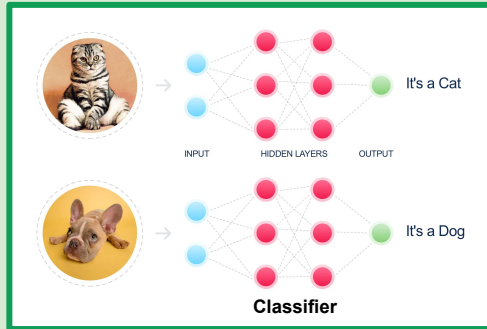 It's a Cat
INPUT HIDDEN LAYERS OUTPUT
It's a Dog
Classifier